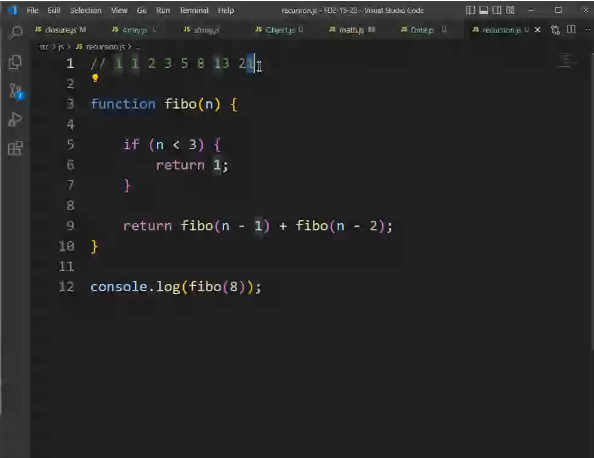 File Edit Selection View Go Run Terminal Help recursion.js - FD2-15-22 - Visual Studio Code
JS closure.js M JS Array.js U JS string.js JS Object.js U JS math.js M JS Date.js U JS recursion.js U
src > js > JS recursion.js > ...
1 // 1 1 2 3 5 8 13 21
2
3 function fibo(n) {
4
5 if (n < 3) {
6 return 1;
7 }
8
9 return fibo(n - 1) + fibo(n - 2);
10 }
11
12 console.log(fibo(8));